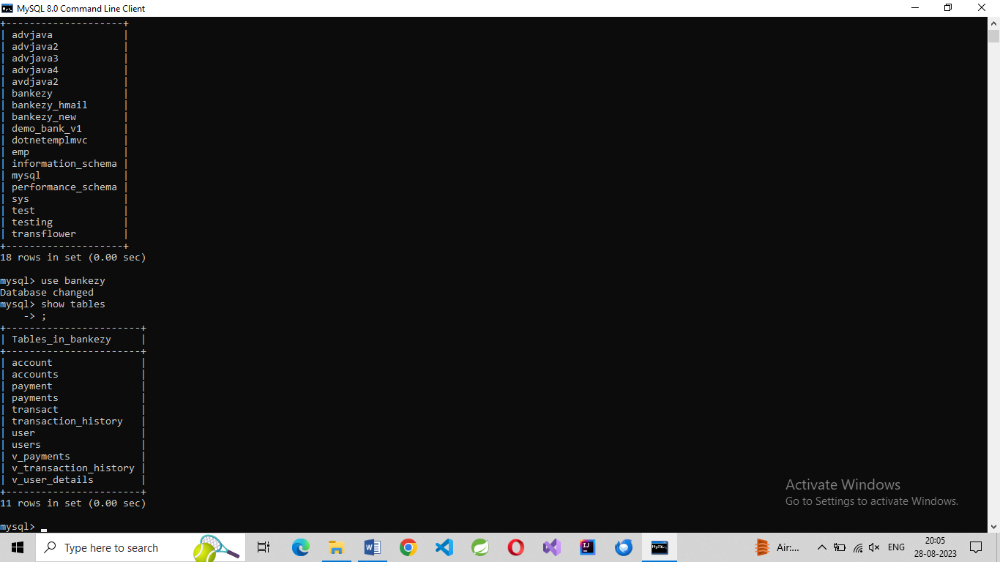 MySQL 8.0 Command Line Client
+--------------------+
| advjava            |
| advjava2           |
| advjava3           |
| advjava4           |
| avdjava2           |
| bankezy            |
| bankezy_hmail      |
| bankezy_new        |
| demo_bank_v1       |
| dotnetemplmvc      |
| emp                |
| information_schema |
| mysql              |
| performance_schema |
| sys                |
| test               |
| testing            |
| transflower        |
+--------------------+
18 rows in set (0.00 sec)
mysql> use bankezy
Database changed
mysql> show tables
    -> ;
+-----------------------+
| Tables_in_bankezy     |
+-----------------------+
| account               |
| accounts              |
| payment               |
| payments              |
| transact              |
| transaction_history   |
| user                  |
| users                 |
| v_payments            |
| v_transaction_history |
| v_user_details        |
+-----------------------+
11 rows in set (0.00 sec)
mysql>
Activate Windows
Go to Settings to activate Windows.
Type here to search
Air:...
ENG
20:05
28-08-2023